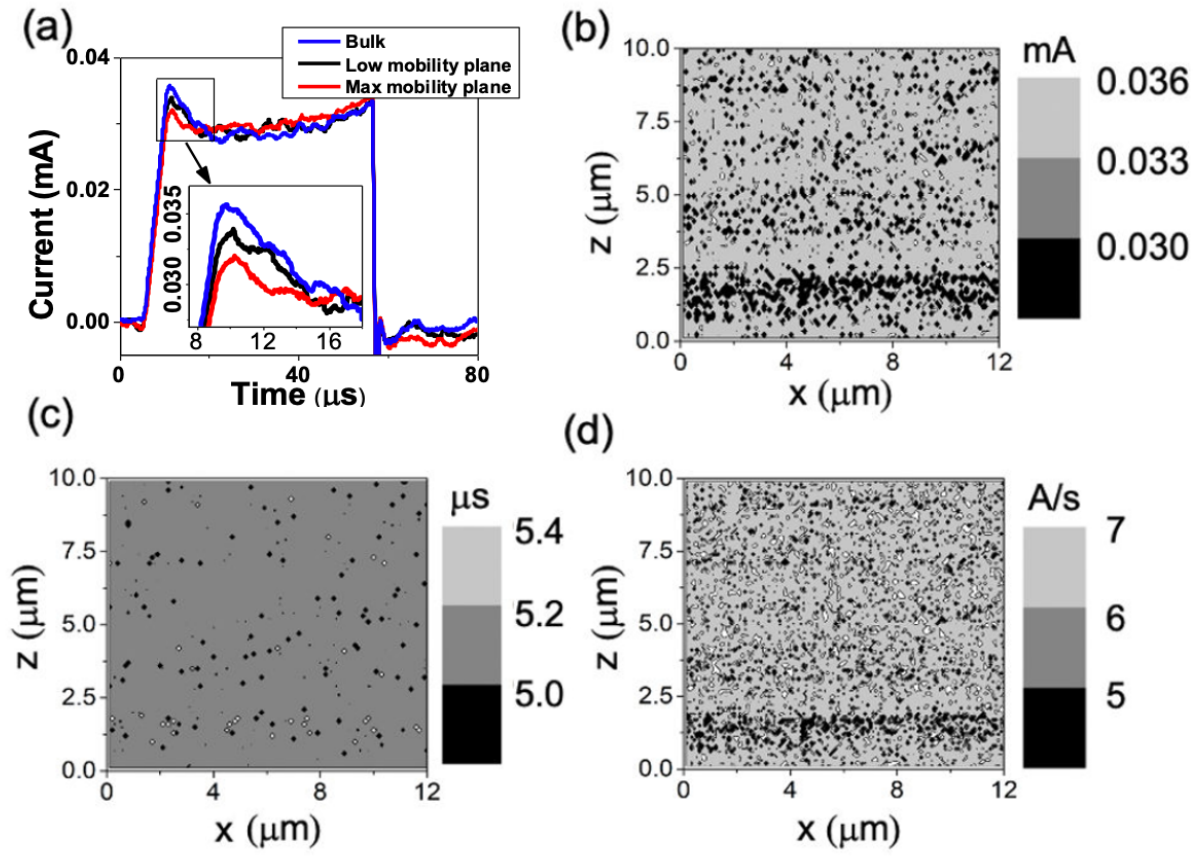 (a)
Bulk
Low mobility plane
Max mobility plane
Current (mA)
0.04
0.02
0.00
0.035
0.030
8 12 16
0 40 80
Time (μs)
(b)
z (μm)
10.0
7.5
5.0
2.5
0.0
0 4 8 12
x (μm)
mA
0.036
0.033
0.030
(c)
z (μm)
10.0
7.5
5.0
2.5
0.0
0 4 8 12
x (μm)
μs
5.4
5.2
5.0
(d)
z (μm)
10.0
7.5
5.0
2.5
0.0
0 4 8 12
x (μm)
A/s
7
6
5